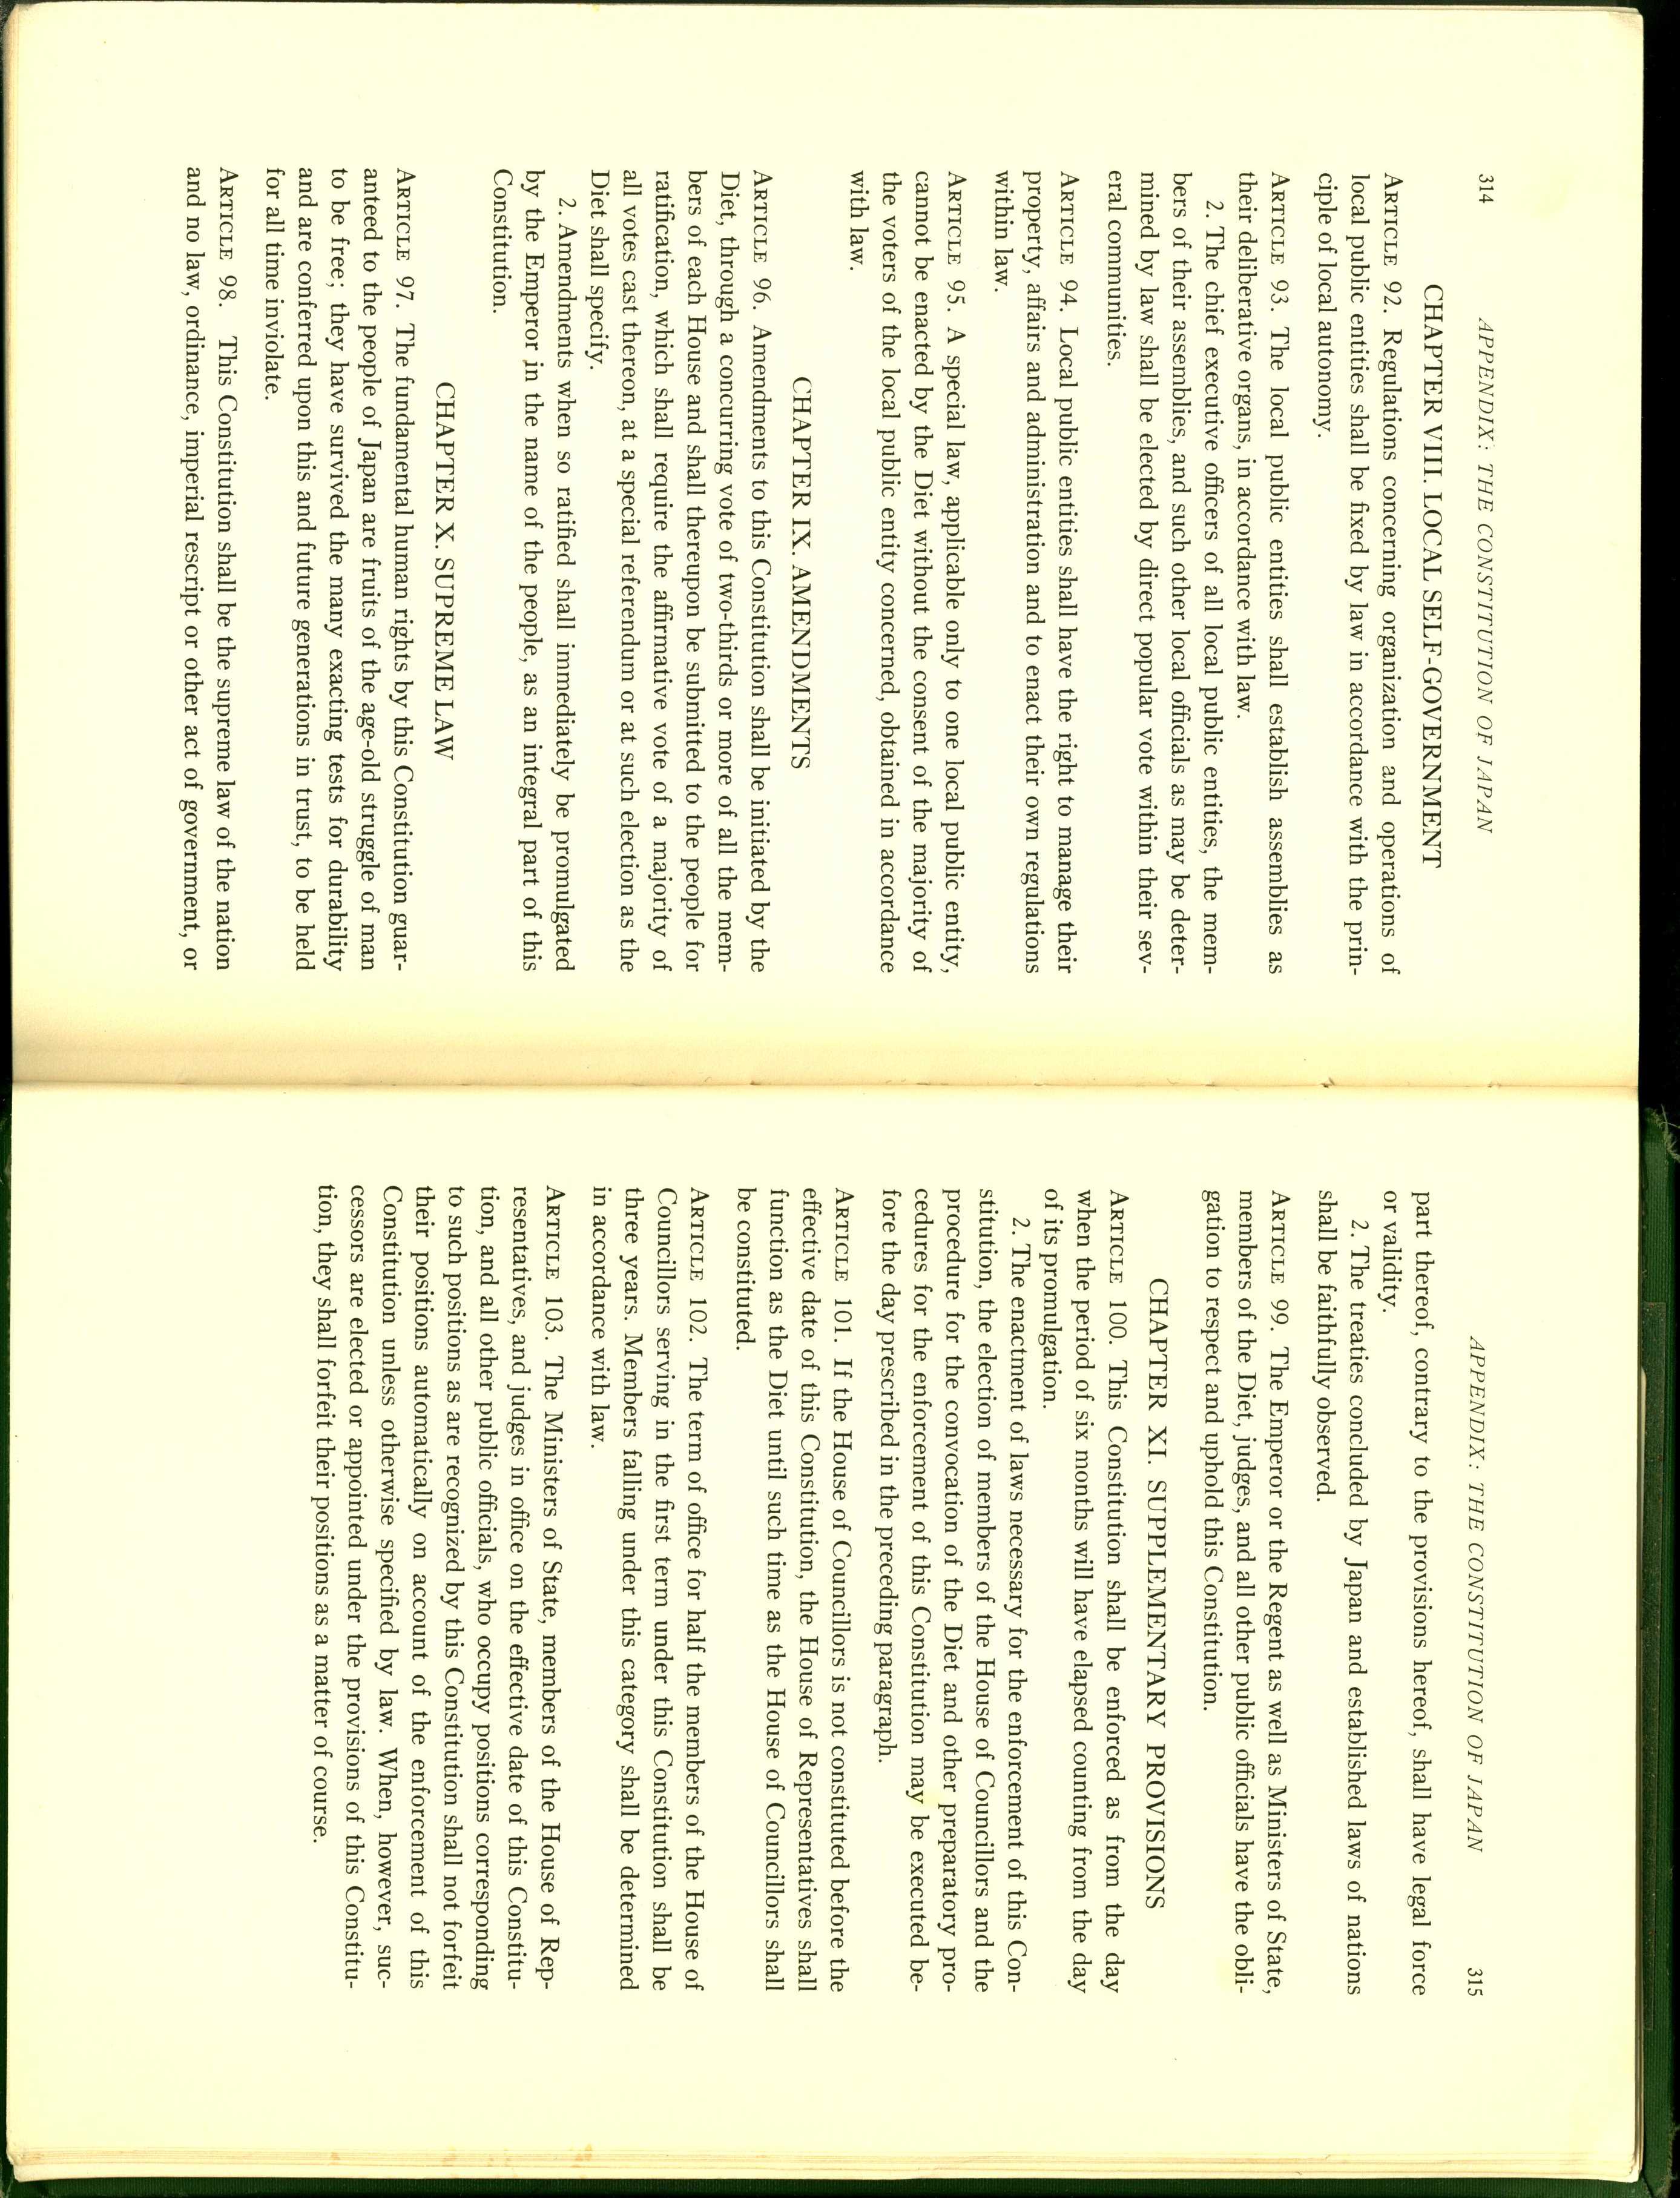 314 APPENDIX: THE CONSTITUTION OF JAPAN
CHAPTER VIII. LOCAL SELF-GOVERNMENT
ARTICLE 92. Regulations concerning organization and operations of
local public entities shall be fixed by law in accordance with the prin-
ciple of local autonomy.
ARTICLE 93. The local public entities shall establish assemblies as
their deliberative organs, in accordance with law.
2. The chief executive officers of all local public entities, the mem-
bers of their assemblies, and such other local officials as may be deter-
mined by law shall be elected by direct popular vote within their sev-
eral communities.
ARTICLE 94. Local public entities shall have the right to manage their
property, affairs and administration and to enact their own regulations
within law.
ARTICLE 95. A special law, applicable only to one local public entity,
cannot be enacted by the Diet without the consent of the majority of
the voters of the local public entity concerned, obtained in accordance
with law.
CHAPTER IX. AMENDMENTS
ARTICLE 96. Amendments to this Constitution shall be initiated by the
Diet, through a concurring vote of two-thirds or more of all the mem-
bers of each House and shall thereupon be submitted to the people for
ratification, which shall require the affirmative vote of a majority of
all votes cast thereon, at a special referendum or at such election as the
Diet shall specify.
2. Amendments when so ratified shall immediately be promulgated
by the Emperor in the name of the people, as an integral part of this
Constitution.
CHAPTER X. SUPREME LAW
ARTICLE 97. The fundamental human rights by this Constitution guar-
anteed to the people of Japan are fruits of the age-old struggle of man
to be free; they have survived the many exacting tests for durability
and are conferred upon this and future generations in trust, to be held
for all time inviolate.
ARTICLE 98. This Constitution shall be the supreme law of the nation
and no law, ordinance, imperial rescript or other act of government, or
APPENDIX: THE CONSTITUTION OF JAPAN 315
part thereof, contrary to the provisions hereof, shall have legal force
or validity.
2. The treaties concluded by Japan and established laws of nations
shall be faithfully observed.
ARTICLE 99. The Emperor or the Regent as well as Ministers of State,
members of the Diet, judges, and all other public officials have the obli-
gation to respect and uphold this Constitution.
CHAPTER XI. SUPPLEMENTARY PROVISIONS
ARTICLE 100. This Constitution shall be enforced as from the day
when the period of six months will have elapsed counting from the day
of its promulgation.
2. The enactment of laws necessary for the enforcement of this Con-
stitution, the election of members of the House of Councillors and the
procedure for the convocation of the Diet and other preparatory pro-
cedures for the enforcement of this Constitution may be executed be-
fore the day prescribed in the preceding paragraph.
ARTICLE 101. If the House of Councillors is not constituted before the
effective date of this Constitution, the House of Representatives shall
function as the Diet until such time as the House of Councillors shall
be constituted.
ARTICLE 102. The term of office for half the members of the House of
Councillors serving in the first term under this Constitution shall be
three years. Members falling under this category shall be determined
in accordance with law.
ARTICLE 103. The Ministers of State, members of the House of Rep-
resentatives, and judges in office on the effective date of this Constitu-
tion, and all other public officials, who occupy positions corresponding
to such positions as are recognized by this Constitution shall not forfeit
their positions automatically on account of the enforcement of this
Constitution unless otherwise specified by law. When, however, suc-
cessors are elected or appointed under the provisions of this Constitu-
tion, they shall forfeit their positions as a matter of course.